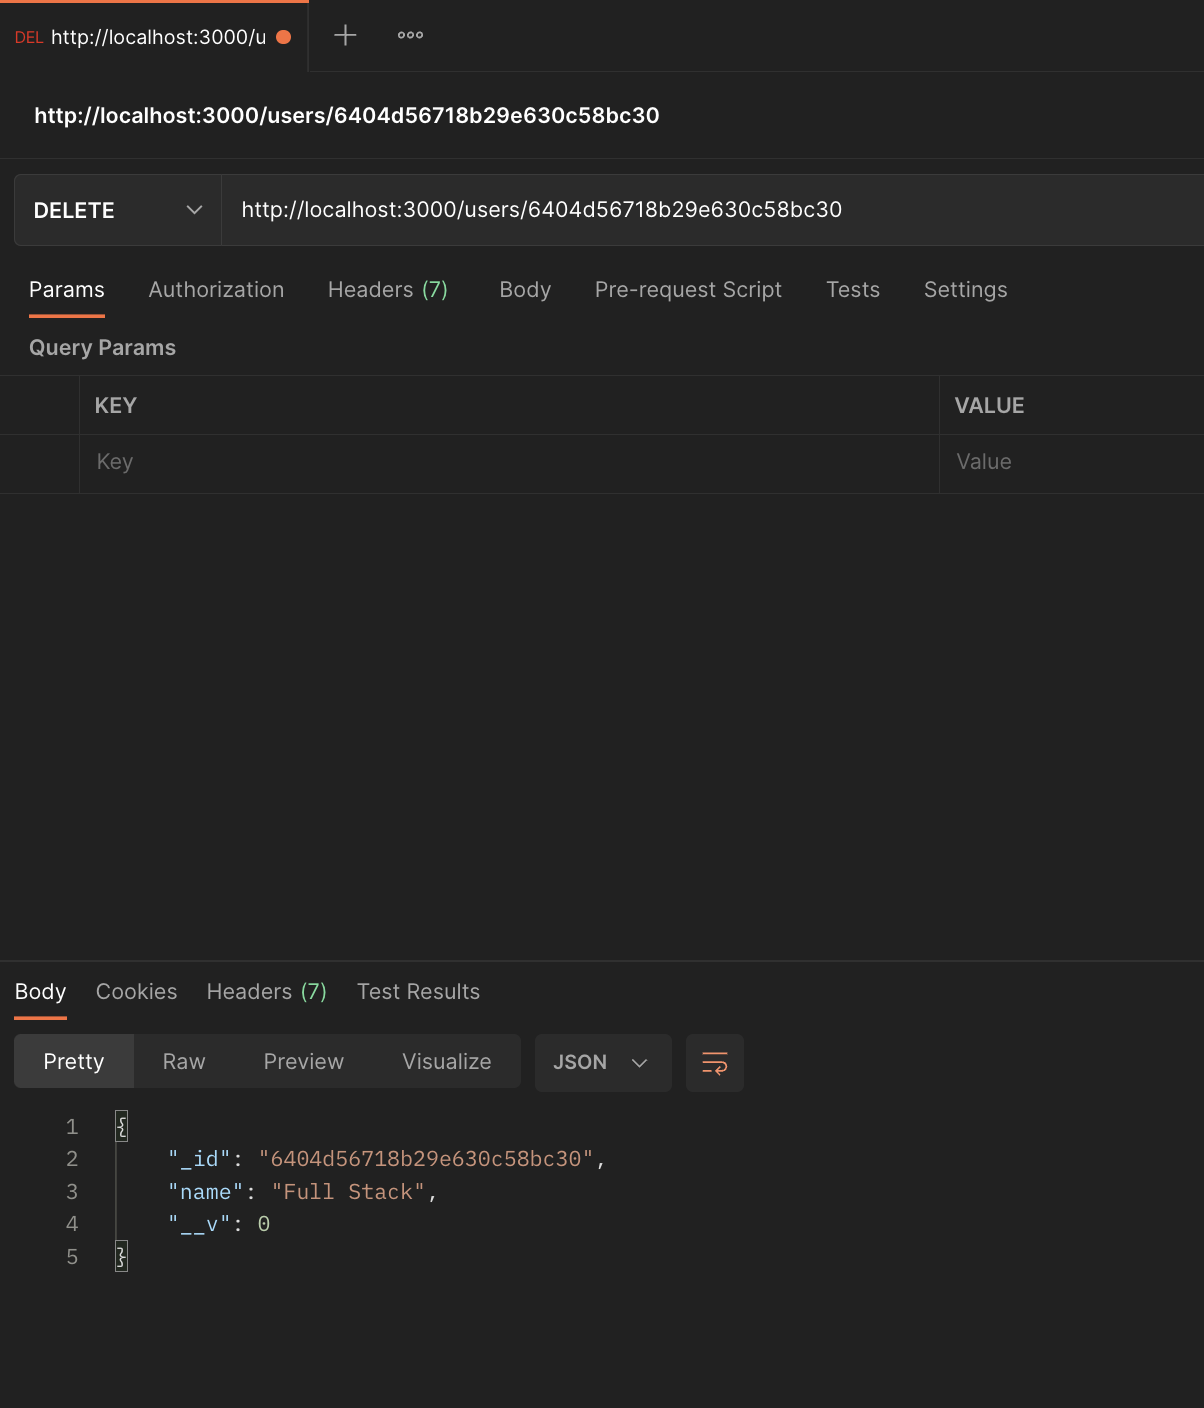 DEL http://localhost:3000/u
http://localhost:3000/users/6404d56718b29e630c58bc30
DELETE http://localhost:3000/users/6404d56718b29e630c58bc30
Params Authorization Headers (7) Body Pre-request Script Tests Settings
Query Params
KEY VALUE
Key Value
Body Cookies Headers (7) Test Results
Pretty Raw Preview Visualize JSON
1 {
2 "_id": "6404d56718b29e630c58bc30",
3 "name": "Full Stack",
4 "__v": 0
5 }